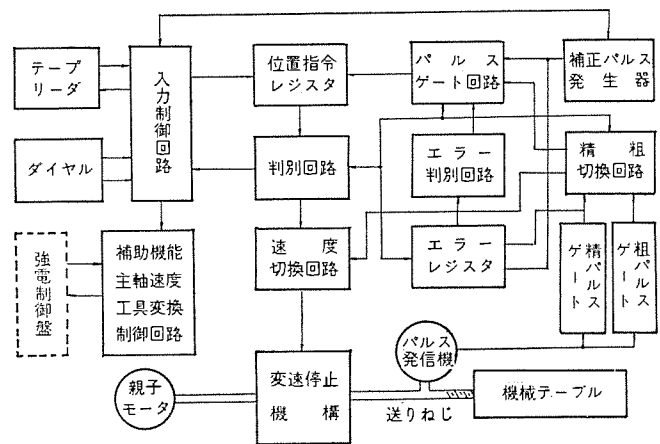 テープ
リーダ
入力制御回路
位置指令
レジスタ
パルス
ゲート回路
補正パルス
発生器
ダイヤル
判別回路
エラー
判別回路
精粗
切換回路
強電制御盤
補助機能
主軸速度
工具変換
制御回路
速度
切換回路
エラー
レジスタ
精パルス
ゲート
粗パルス
ゲート
パルス
発信機
親子
モータ
変速停止
機構
送りねじ
機械テーブル